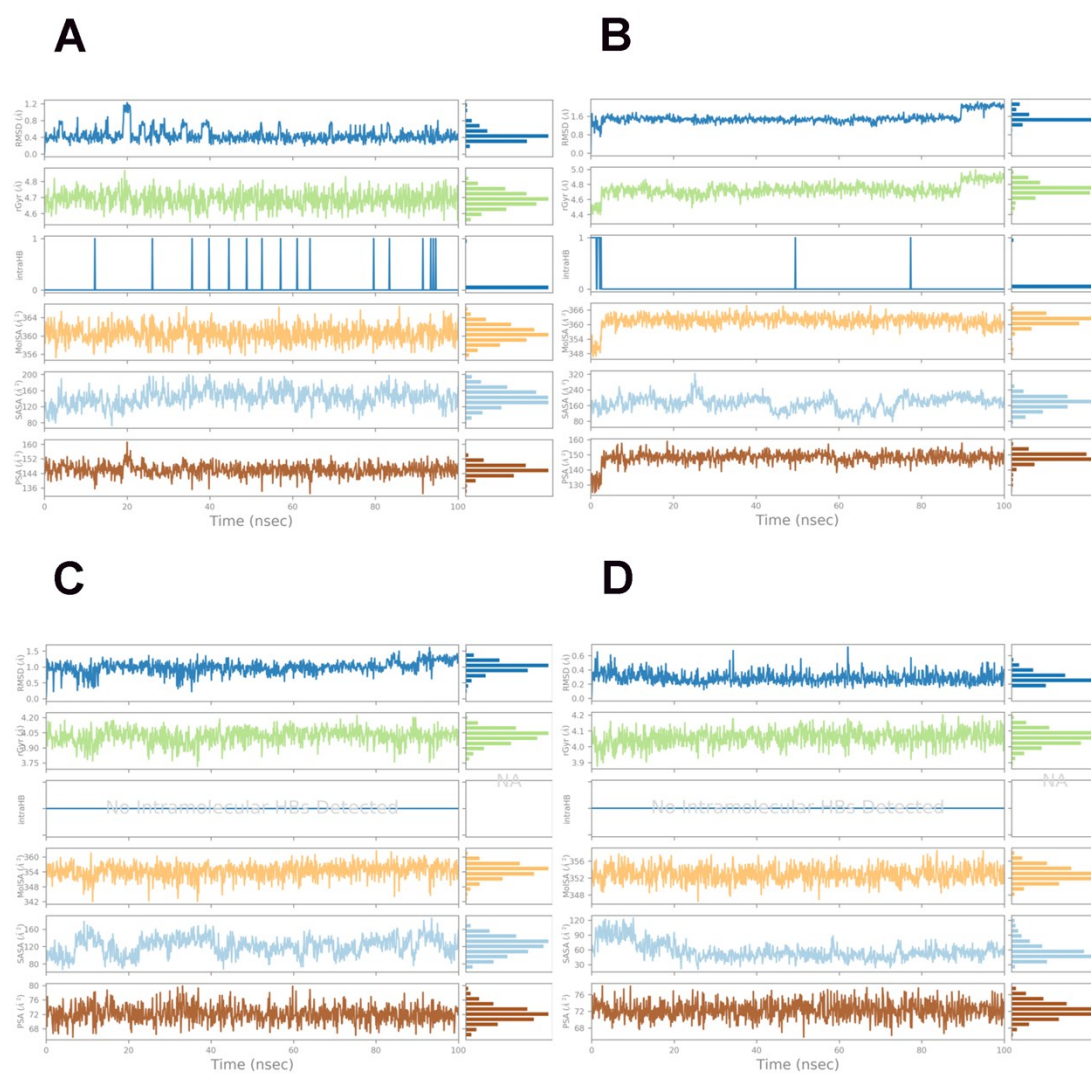 A
RMSD (Å)
1.2
0.8
0.4
0.0
rGyr (Å)
4.8
4.7
4.6
intraHB
1
0
MolSA (Å²)
364
360
356
SASA (Å²)
200
160
120
80
PSA (Å²)
160
152
144
136
0 20 40 60 80 100
Time (nsec)
B
RMSD (Å)
1.6
0.8
0.0
rGyr (Å)
5.0
4.8
4.6
4.4
intraHB
1
0
MolSA (Å²)
366
360
354
348
SASA (Å²)
320
240
160
80
PSA (Å²)
160
150
140
130
0 20 40 60 80 100
Time (nsec)
C
RMSD (Å)
1.5
1.0
0.5
0.0
rGyr (Å)
4.20
4.05
3.90
3.75
intraHB
No Intramolecular HBs Detected
NA
MolSA (Å²)
360
354
348
342
SASA (Å²)
160
120
80
PSA (Å²)
80
76
72
68
0 20 40 60 80 100
Time (nsec)
D
RMSD (Å)
0.6
0.4
0.2
0.0
rGyr (Å)
4.2
4.1
4.0
3.9
intraHB
No Intramolecular HBs Detected
NA
MolSA (Å²)
356
352
348
SASA (Å²)
120
90
60
30
PSA (Å²)
76
72
68
0 20 40 60 80 100
Time (nsec)